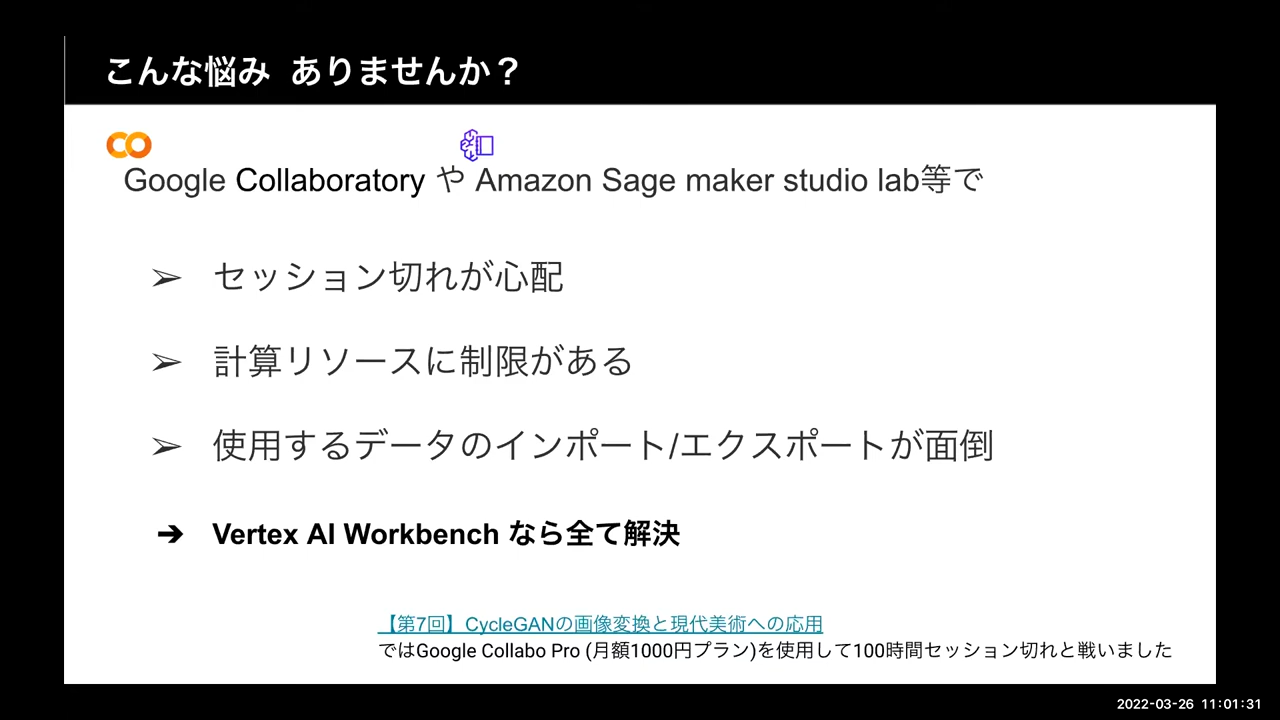 こんな悩み ありませんか？
Google Collaboratory や Amazon Sage maker studio lab等で
➢ セッション切れが心配
➢ 計算リソースに制限がある
➢ 使用するデータのインポート/エクスポートが面倒
➔ Vertex AI Workbench なら全て解決
【第7回】CycleGANの画像変換と現代美術への応用
ではGoogle Collabo Pro (月額1000円プラン)を使用して100時間セッション切れと戦いました
2022-03-26 11:01:31